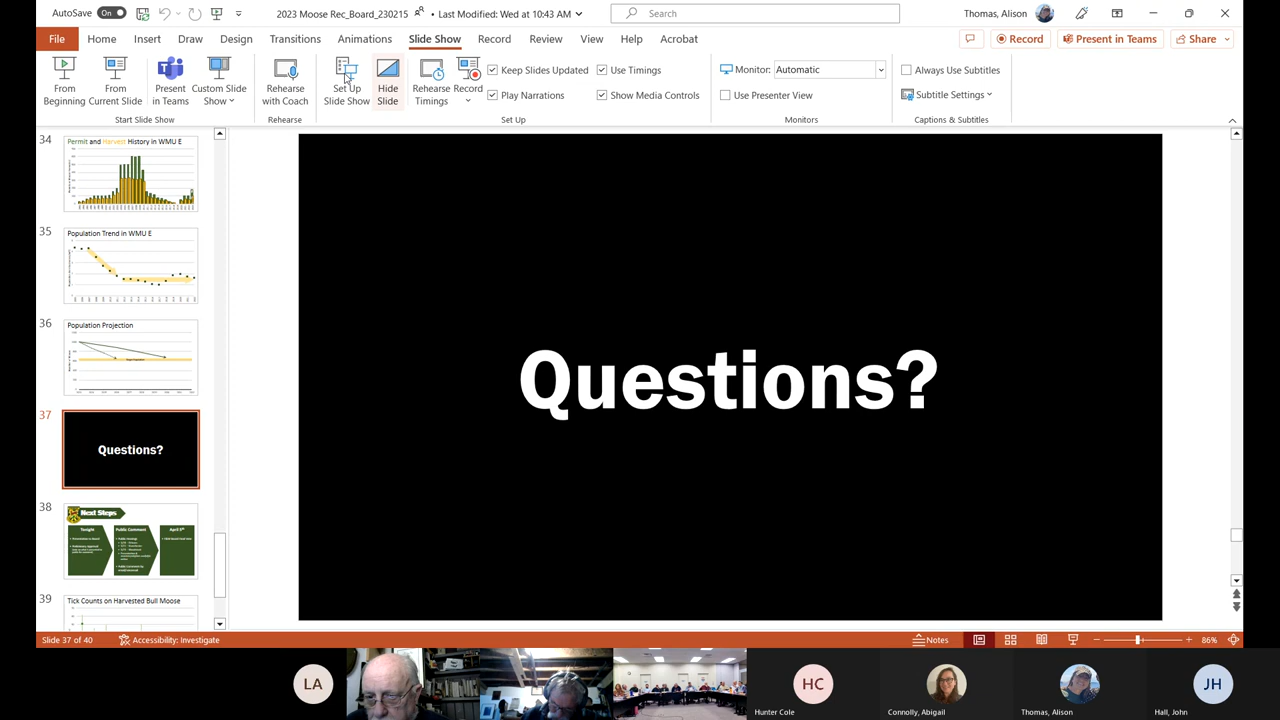 AutoSave On 2023 Moose Rec_Board_230215 • Last Modified: Wed at 10:43 AM Search Thomas, Alison
File Home Insert Draw Design Transitions Animations Slide Show Record Review View Help Acrobat Record Present in Teams Share
From Beginning
From Current Slide
Present in Teams
Custom Slide Show
Start Slide Show
Rehearse with Coach
Rehearse
Set Up Slide Show
Hide Slide
Rehearse Timings
Record
Keep Slides Updated
Play Narrations
Use Timings
Show Media Controls
Set Up
Monitor: Automatic
Use Presenter View
Monitors
Always Use Subtitles
Subtitle Settings
Captions & Subtitles
34
Permit and Harvest History in WMU E
35
Population Trend in WMU E
36
Population Projection
37
Questions?
38
Next Steps
Tonight
Public Comment
April 5th
39
Tick Counts on Harvested Bull Moose
Questions?
Slide 37 of 40 Accessibility: Investigate Notes 86%
LA
HC
JH
Hunter Cole
Connolly, Abigail
Thomas, Alison
Hall, John